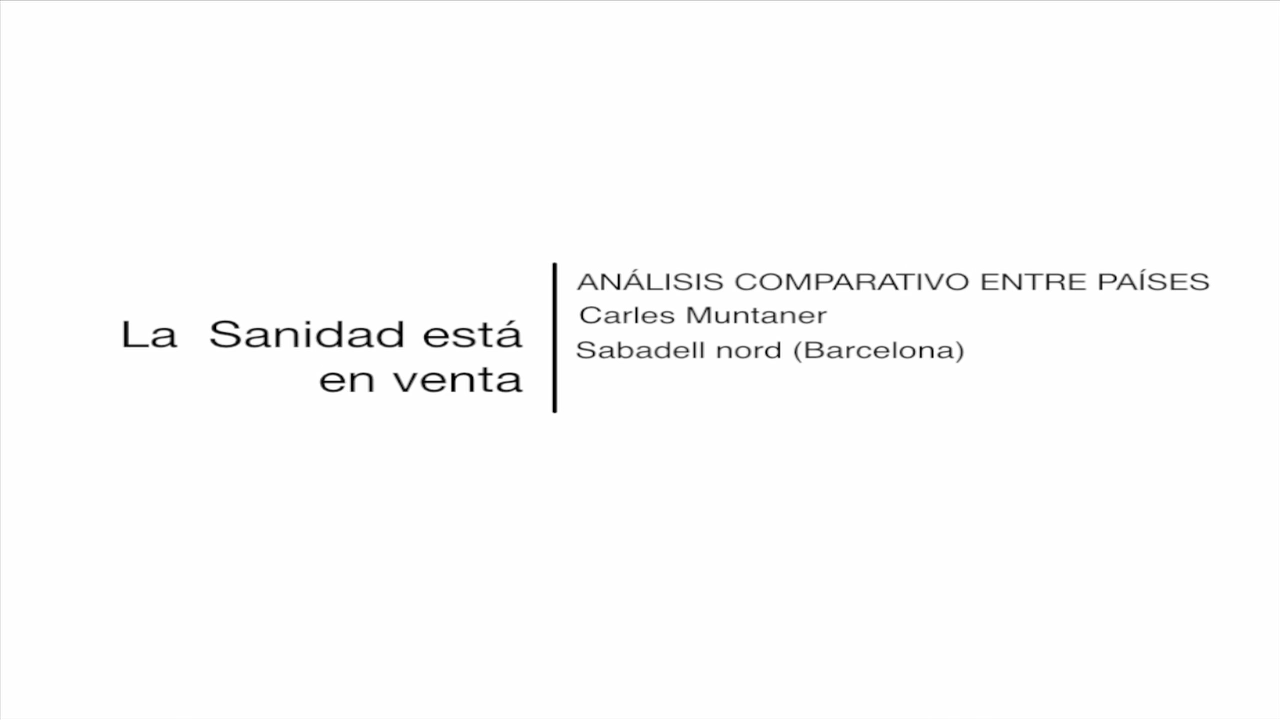 La Sanidad está
en venta
ANÁLISIS COMPARATIVO ENTRE PAÍSES
Carles Muntaner
Sabadell nord (Barcelona)